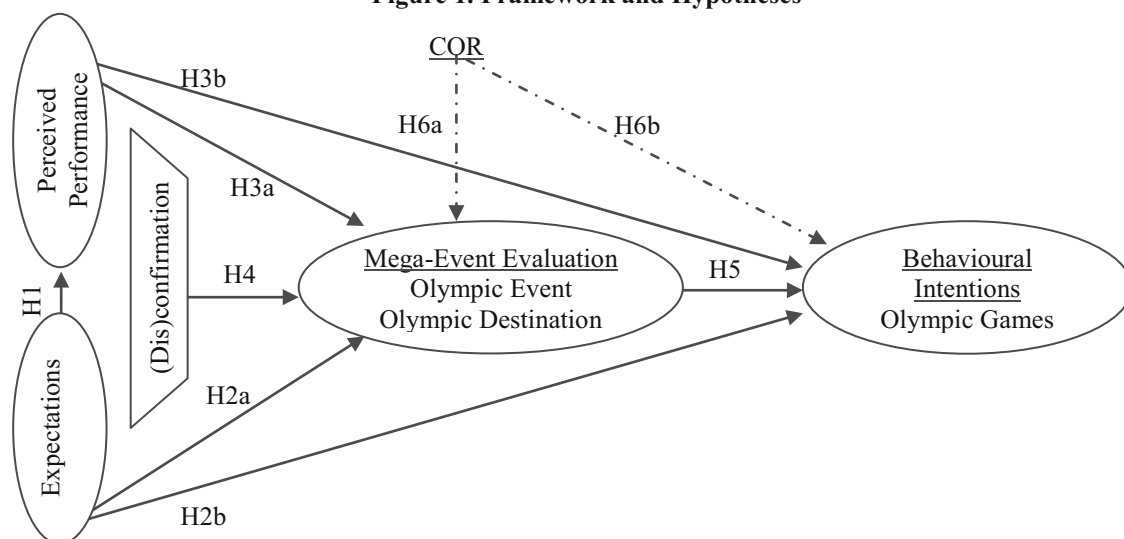 Figure 1. Framework and Hypotheses
COR
H3b
H6a
H6b
Perceived
Performance
H3a
(Dis)confirmation
H4
Mega-Event Evaluation
Olympic Event
Olympic Destination
H5
Behavioural
Intentions
Olympic Games
H1
Expectations
H2a
H2b